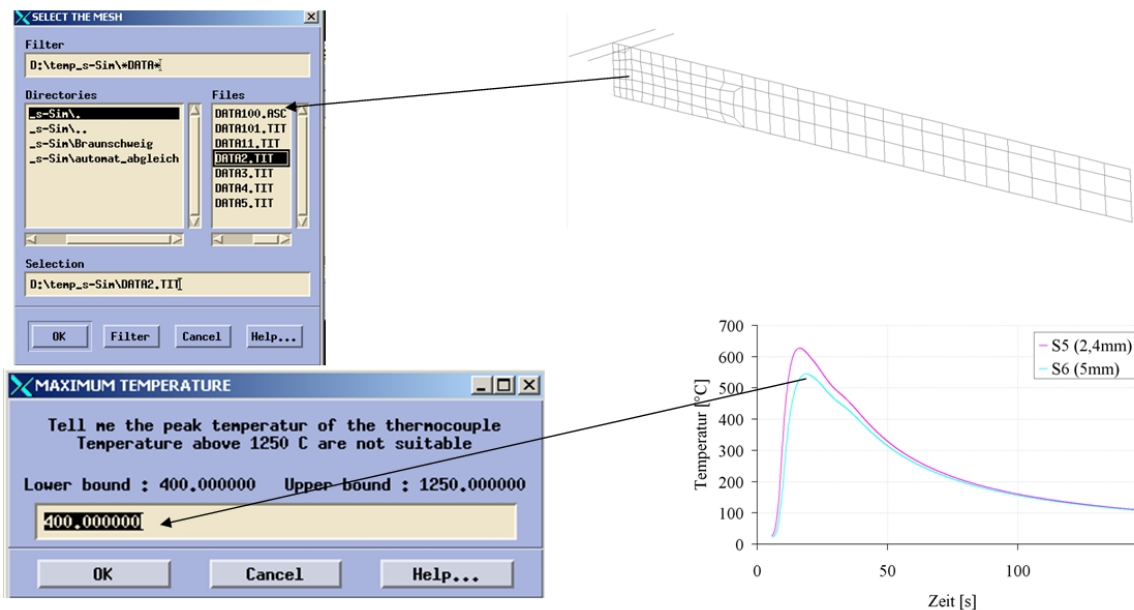 SELECT THE MESH
Filter
D:\temp_s-Sim\*DATA*
Directories
_s-Sim\.
_s-Sim\..
_s-Sim\Braunschweig
_s-Sim\automat_abgleich
Files
DATA100.ASC
DATA101.TIT
DATA11.TIT
DATA2.TIT
DATA3.TIT
DATA4.TIT
DATA5.TIT
Selection
D:\temp_s-Sim\DATA2.TIT
OK Filter Cancel Help...
MAXIMUM TEMPERATURE
Tell me the peak temperatur of the thermocouple
Temperature above 1250 C are not suitable
Lower bound : 400.000000 Upper bound : 1250.000000
400.000000
OK Cancel Help...
Temperatur [°C]
700
600
500
400
300
200
100
0
0 50 100
Zeit [s]
S5 (2,4mm)
S6 (5mm)